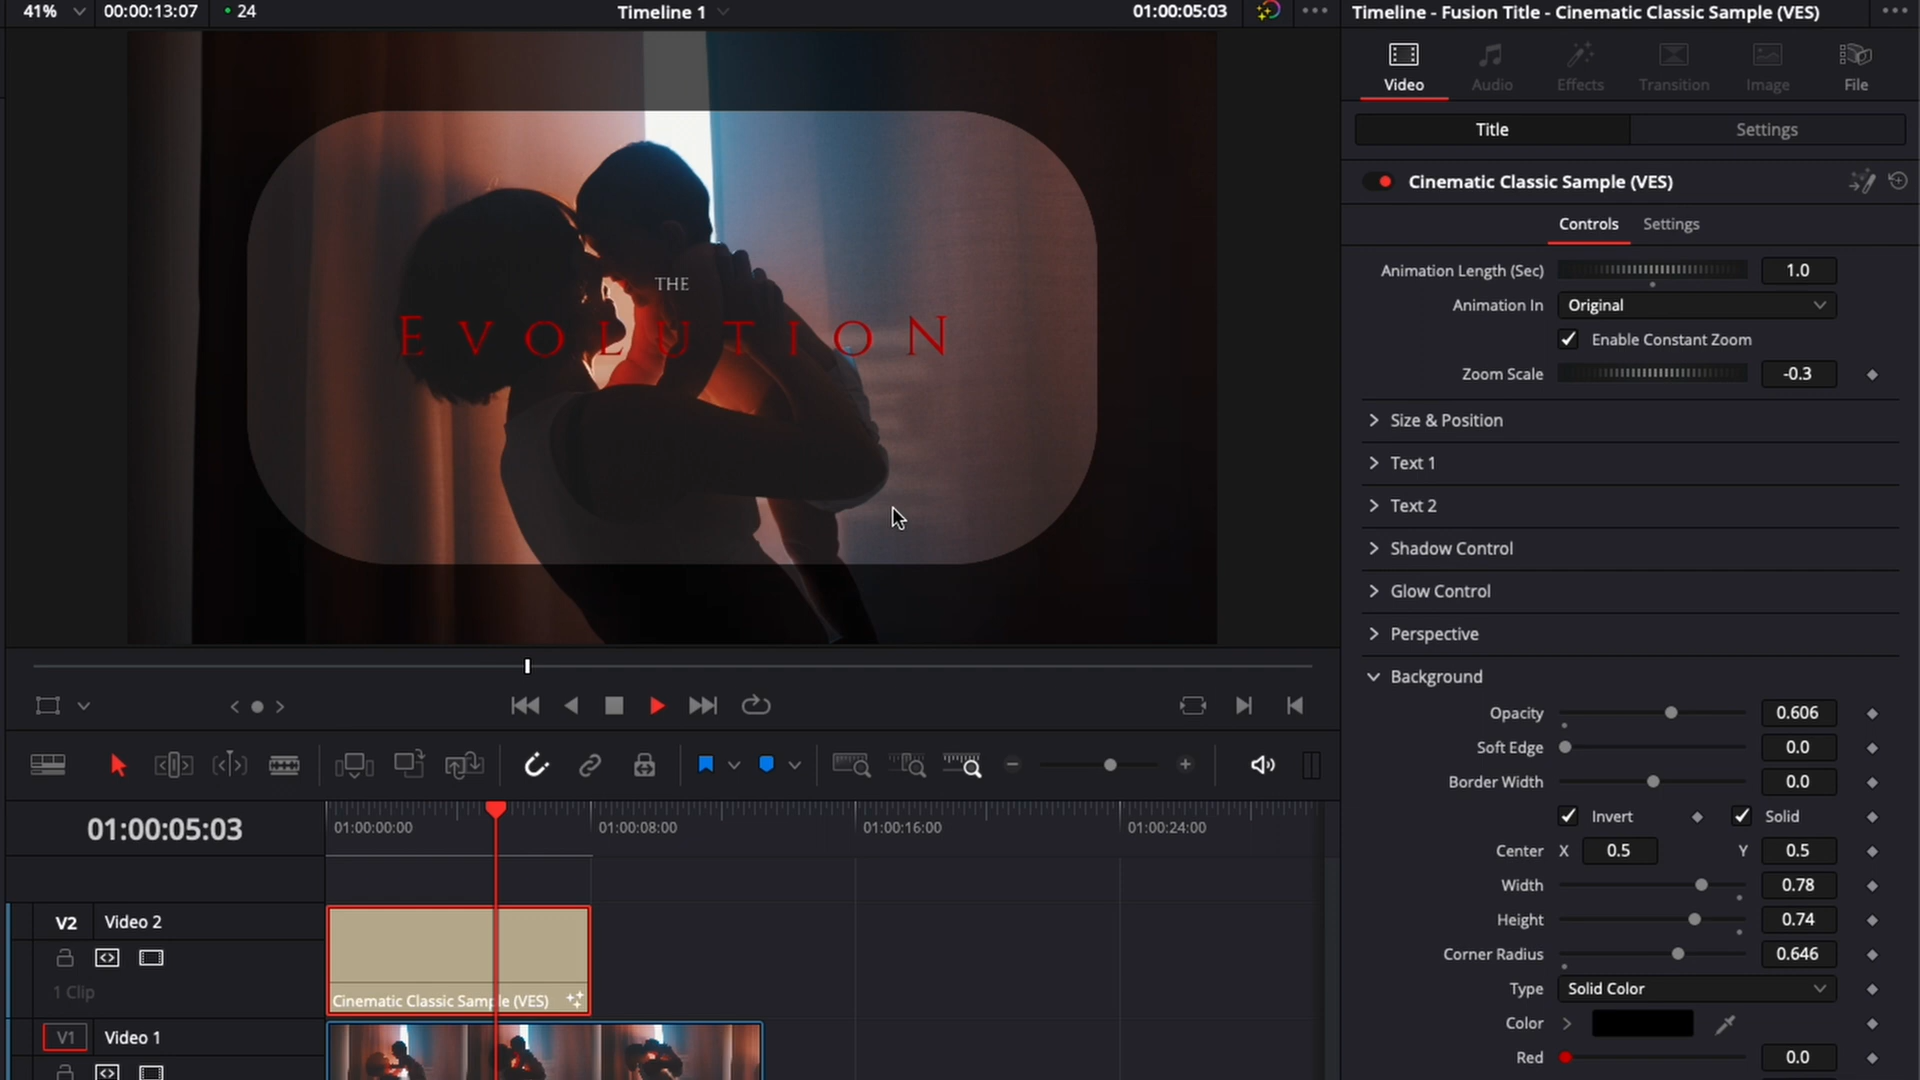 41%
00:00:13:07
24
Timeline 1
01:00:05:03
Timeline - Fusion Title - Cinematic Classic Sample (VES)
Video
Audio
Effects
Transition
Image
File
Title
Settings
Cinematic Classic Sample (VES)
Controls
Settings
Animation Length (Sec)
1.0
Animation In
Original
Enable Constant Zoom
Zoom Scale
-0.3
Size & Position
Text 1
Text 2
Shadow Control
Glow Control
Perspective
Background
Opacity
0.606
Soft Edge
0.0
Border Width
0.0
Invert
Solid
Center X 0.5 Y 0.5
Width
0.78
Height
0.74
Corner Radius
0.646
Type
Solid Color
Color
Red
0.0
THE
EVOLUTION
01:00:05:03
01:00:00:00
01:00:08:00
01:00:16:00
01:00:24:00
V2
Video 2
1 Clip
Cinematic Classic Sample (VES)
V1
Video 1